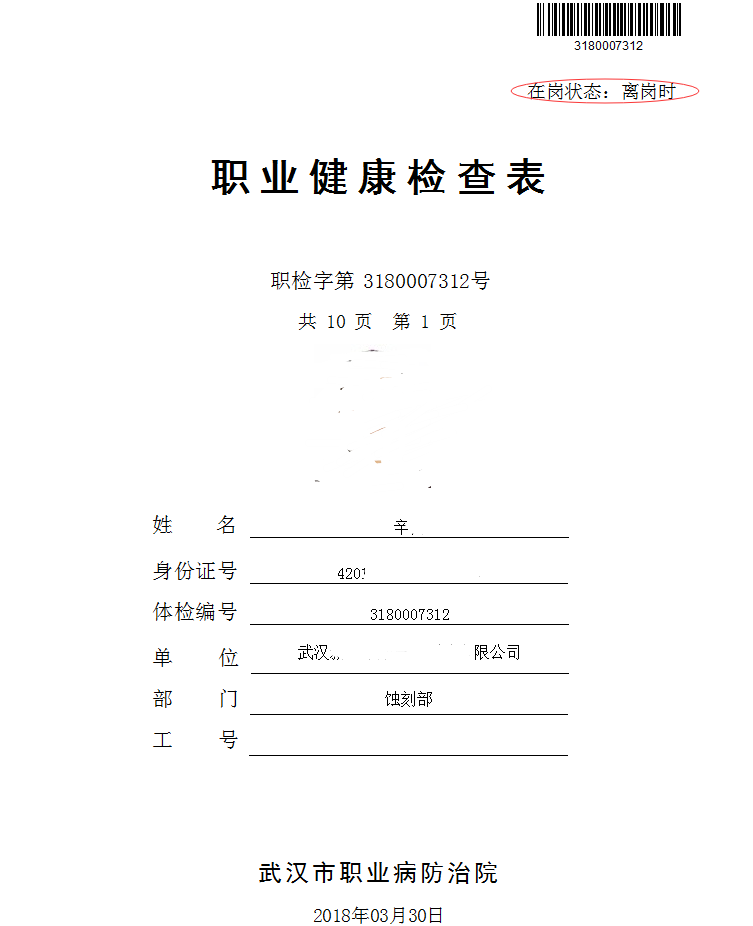 3180007312
在岗状态：离岗时
职业健康检查表
职检字第 3180007312号
共 10 页 第 1 页
姓 名 辛
身份证号 420
体检编号 3180007312
单 位 武汉 限公司
部 门 蚀刻部
工 号
武汉市职业病防治院
2018年03月30日